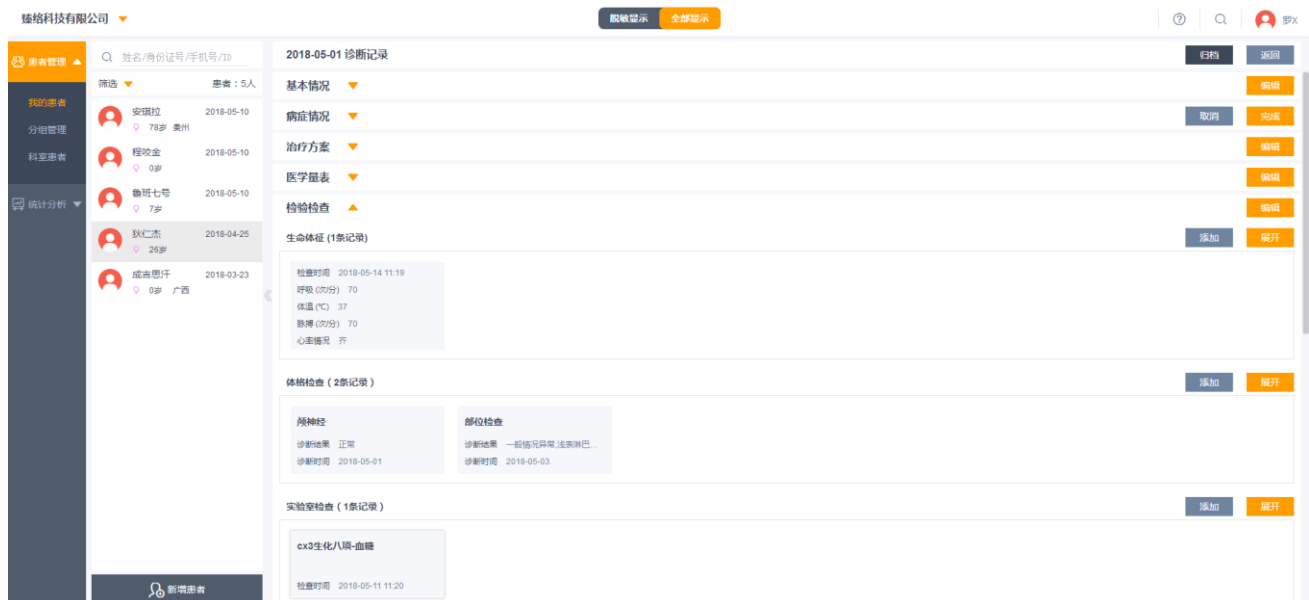 臻络科技有限公司
脱敏显示 全部显示
罗X
患者管理
我的患者
分组管理
科室患者
统计分析
姓名/身份证号/手机号/ID
筛选 患者：5人
安琪拉 2018-05-10
78岁 贵州
程咬金 2018-05-10
0岁
鲁班七号 2018-05-10
7岁
狄仁杰 2018-04-25
26岁
成吉思汗 2018-03-23
0岁 广西
新增患者
2018-05-01 诊断记录 归档 返回
基本情况 编辑
病症情况 取消 完成
治疗方案 编辑
医学量表 编辑
检验检查 编辑
生命体征 (1条记录) 添加 展开
检查时间 2018-05-14 11:19
呼吸 (次/分) 70
体温 (℃) 37
脉搏 (次/分) 70
心率情况 齐
体格检查（2条记录） 添加 展开
颅神经
诊断结果 正常
诊断时间 2018-05-01
部位检查
诊断结果 一般情况异常,浅表淋巴...
诊断时间 2018-05-03
实验室检查（1条记录） 添加 展开
cx3生化八项-血糖
检查时间 2018-05-11 11:20